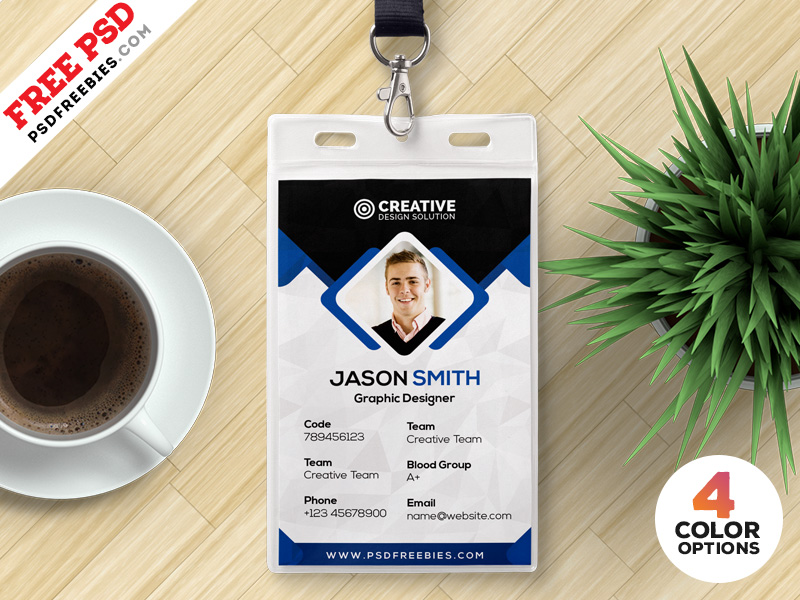 FREE PSD
PSDFREEBIES.COM
CREATIVE
DESIGN SOLUTION
JASON SMITH
Graphic Designer
Code
789456123
Team
Creative Team
Team
Creative Team
Blood Group
A+
Phone
+123 45678900
Email
name@website.com
WWW.PSDFREEBIES.COM
4
COLOR
OPTIONS